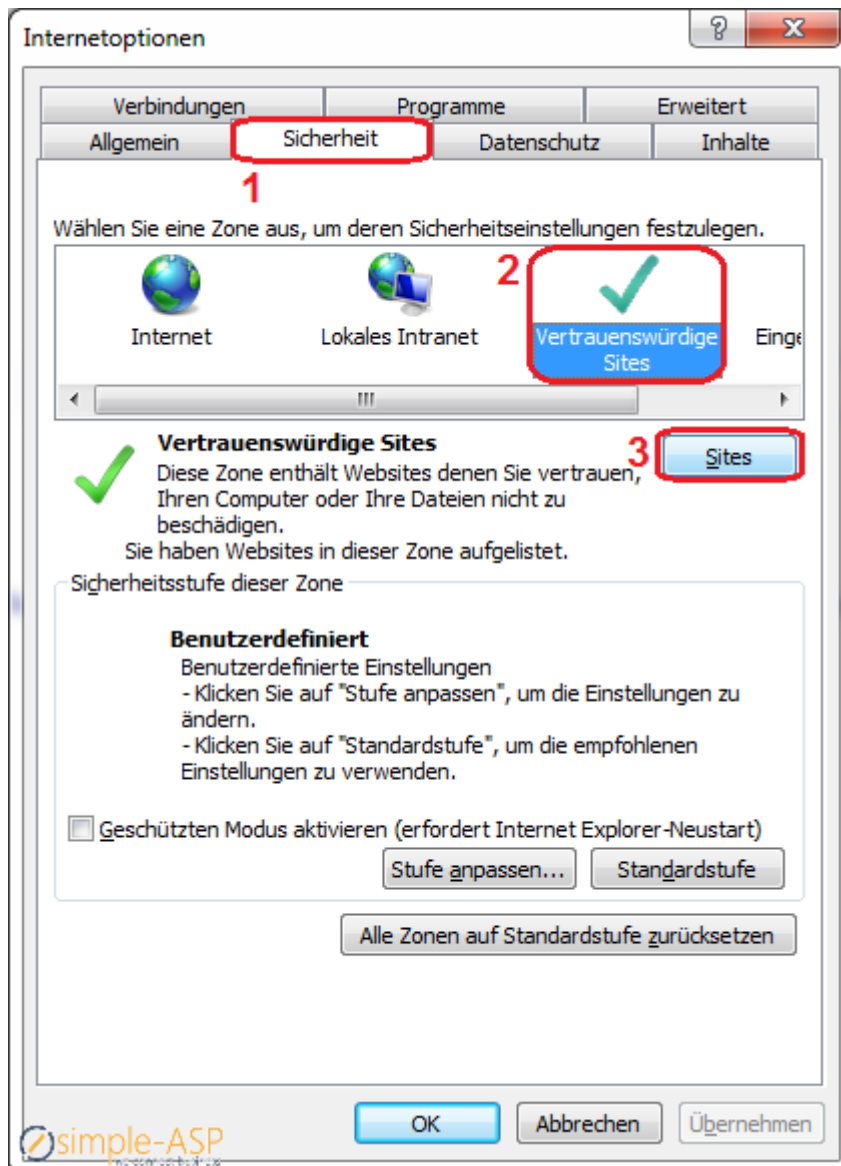 Internetoptionen
Verbindungen Programme Erweitert
Allgemein Sicherheit Datenschutz Inhalte
1
Wählen Sie eine Zone aus, um deren Sicherheitseinstellungen festzulegen.
2
Internet Lokales Intranet Vertrauenswürdige Einge
Sites
Vertrauenswürdige Sites
3 Sites
Diese Zone enthält Websites denen Sie vertrauen,
Ihren Computer oder Ihre Dateien nicht zu
beschädigen.
Sie haben Websites in dieser Zone aufgelistet.
Sicherheitsstufe dieser Zone
Benutzerdefiniert
Benutzerdefinierte Einstellungen
- Klicken Sie auf "Stufe anpassen", um die Einstellungen zu
ändern.
- Klicken Sie auf "Standardstufe", um die empfohlenen
Einstellungen zu verwenden.
Geschützten Modus aktivieren (erfordert Internet Explorer-Neustart)
Stufe anpassen... Standardstufe
Alle Zonen auf Standardstufe zurücksetzen
OK Abbrechen Übernehmen
simple-ASP